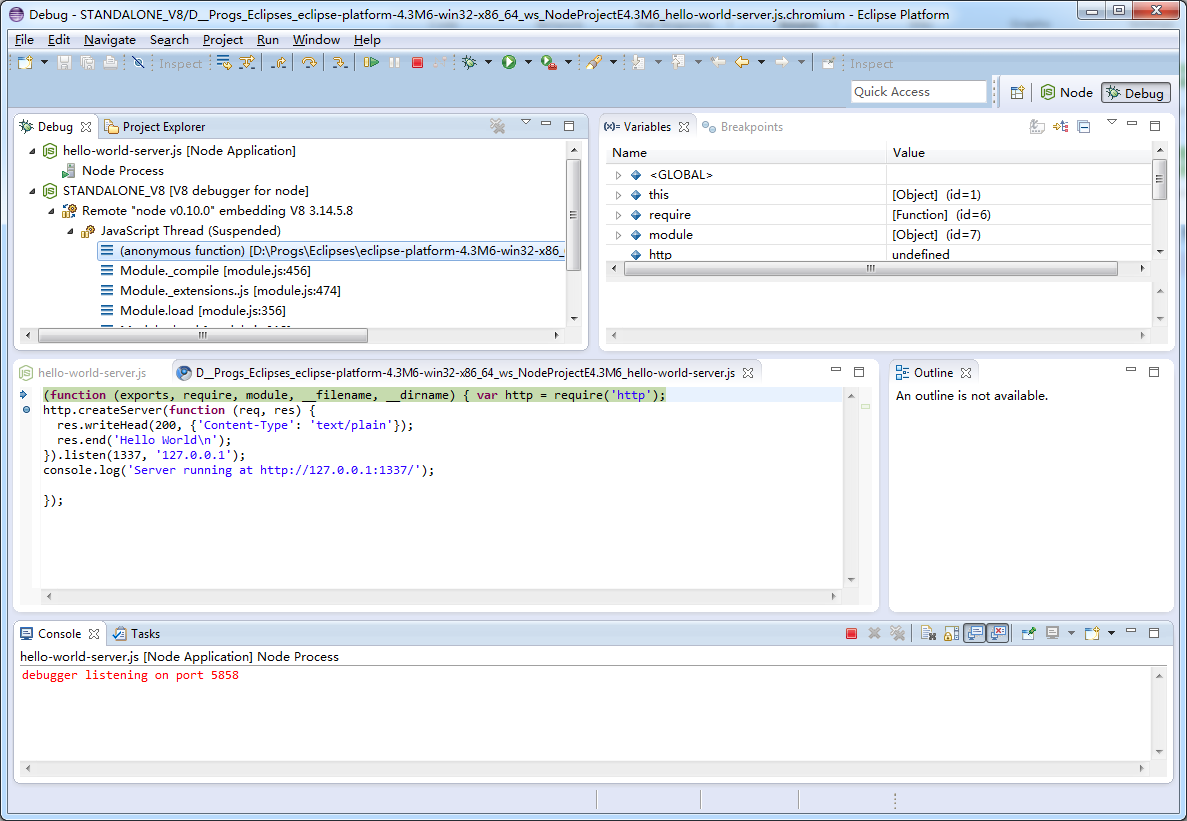 Debug - STANDALONE_V8/D__Progs_Eclipses_eclipse-platform-4.3M6-win32-x86_64_ws_NodeProjectE4.3M6_hello-world-server.js.chromium - Eclipse Platform
File Edit Navigate Search Project Run Window Help
Inspect Inspect
Quick Access Node Debug
Debug Project Explorer
hello-world-server.js [Node Application]
Node Process
STANDALONE_V8 [V8 debugger for node]
Remote "node v0.10.0" embedding V8 3.14.5.8
JavaScript Thread (Suspended)
(anonymous function) [D:\Progs\Eclipses\eclipse-platform-4.3M6-win32-x86_
Module._compile [module.js:456]
Module._extensions..js [module.js:474]
Module.load [module.js:356]
(x)= Variables Breakpoints
Name Value
<GLOBAL>
this [Object] (id=1)
require [Function] (id=6)
module [Object] (id=7)
http undefined
hello-world-server.js D__Progs_Eclipses_eclipse-platform-4.3M6-win32-x86_64_ws_NodeProjectE4.3M6_hello-world-server.js
(function (exports, require, module, __filename, __dirname) { var http = require('http');
http.createServer(function (req, res) {
  res.writeHead(200, {'Content-Type': 'text/plain'});
  res.end('Hello World\n');
}).listen(1337, '127.0.0.1');
console.log('Server running at http://127.0.0.1:1337/');
});
Outline
An outline is not available.
Console Tasks
hello-world-server.js [Node Application] Node Process
debugger listening on port 5858